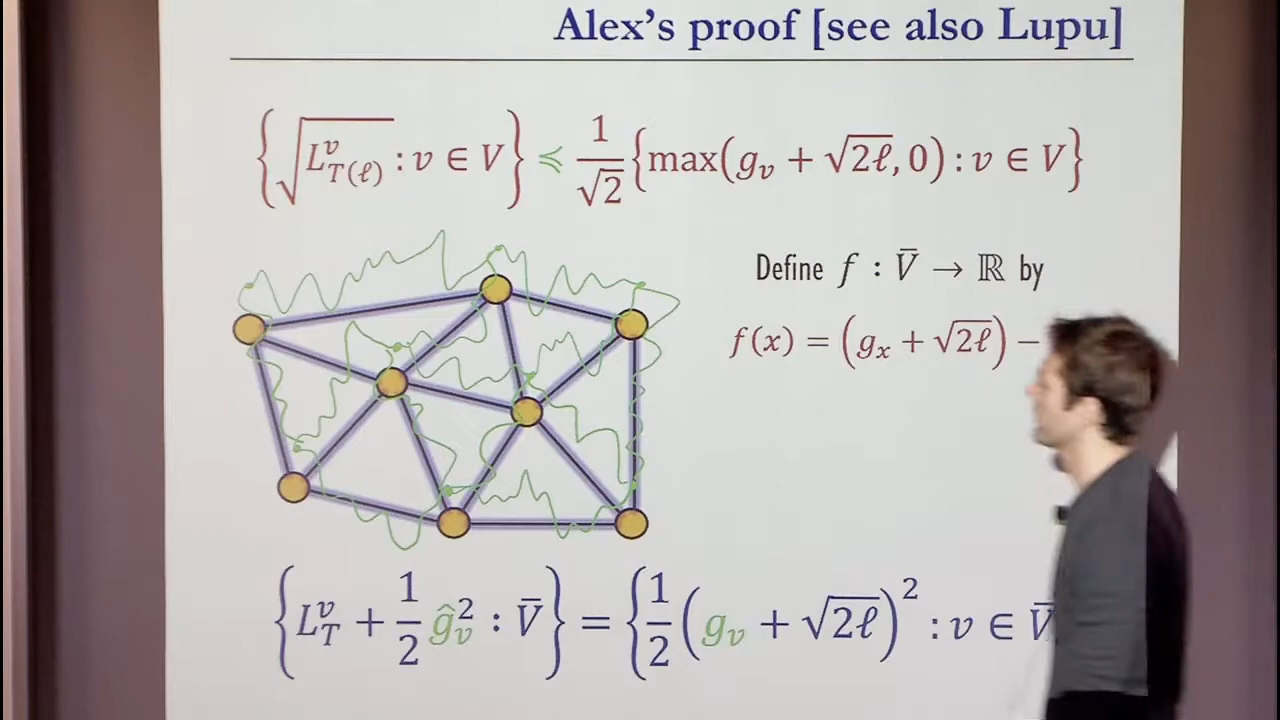 Alex's proof [see also Lupu]
{√L^v_{T(ℓ)} : v ∈ V} ≼ 1/√2 {max(g_v + √2ℓ, 0) : v ∈ V}
Define f : V̄ → ℝ by
f(x) = (g_x + √2ℓ) −
{L^v_T + 1/2 ĝ^2_v : V̄} = {1/2 (g_v + √2ℓ)^2 : v ∈ V̄